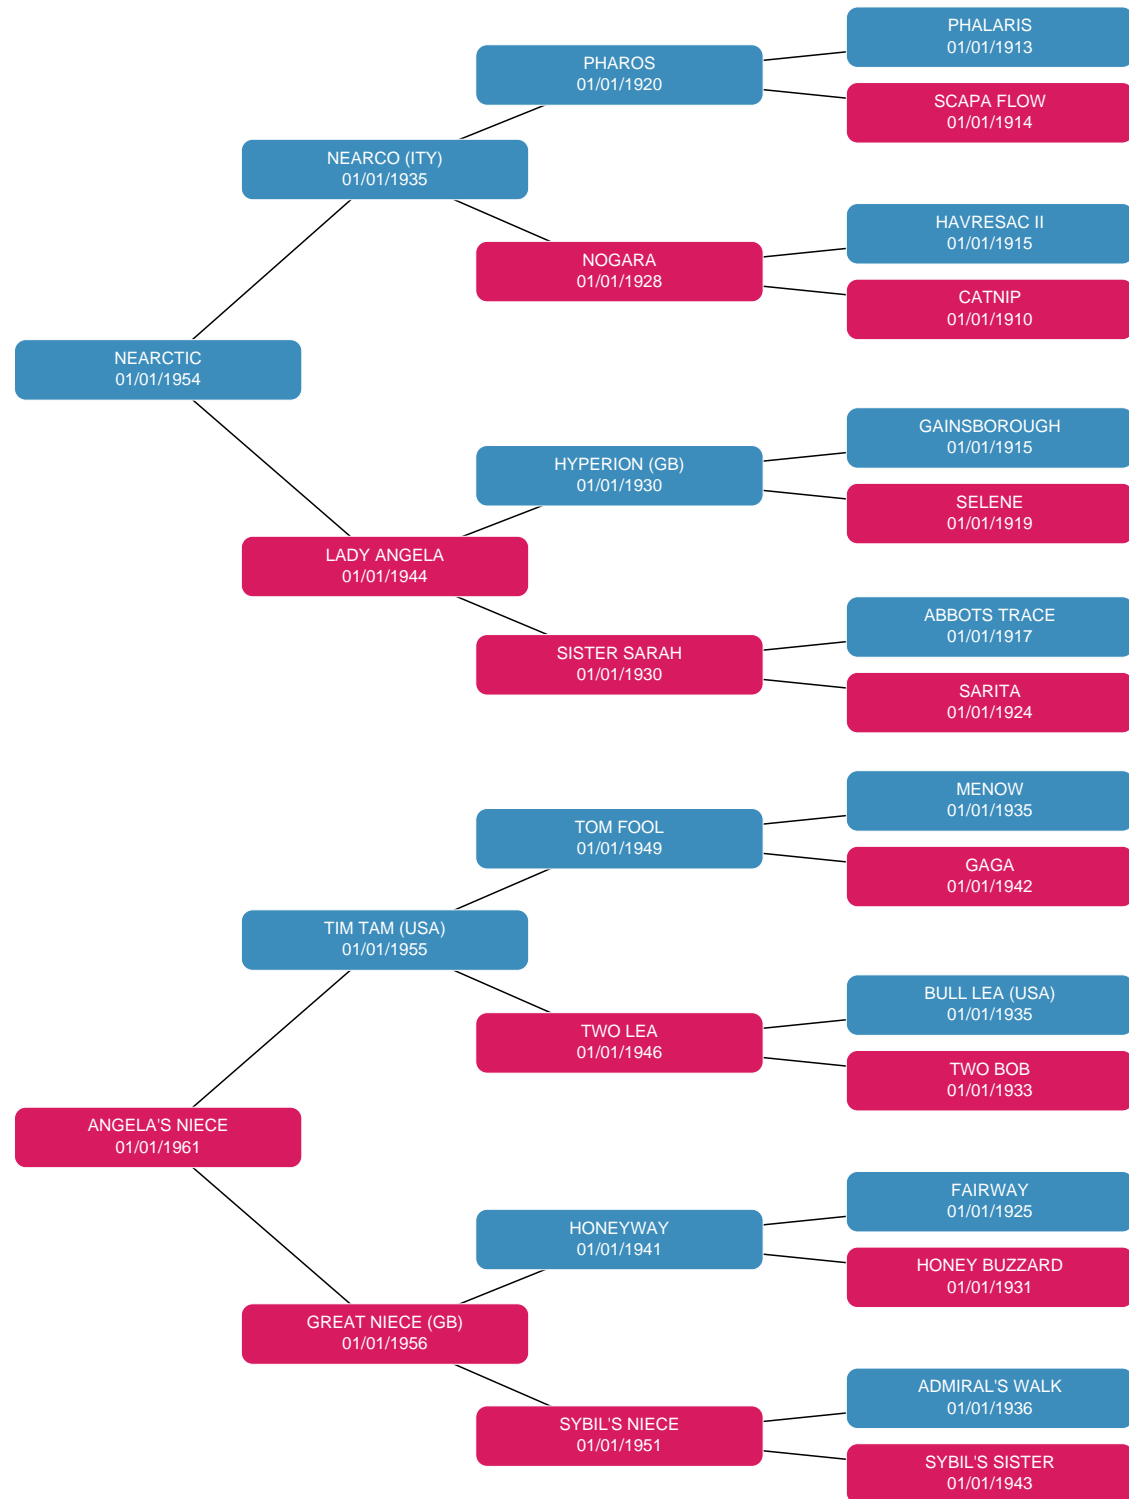 PHALARIS
01/01/1913
PHAROS
01/01/1920
SCAPA FLOW
01/01/1914
NEARCO (ITY)
01/01/1935
HAVRESAC II
01/01/1915
NOGARA
01/01/1928
CATNIP
01/01/1910
NEARCTIC
01/01/1954
GAINSBOROUGH
01/01/1915
HYPERION (GB)
01/01/1930
SELENE
01/01/1919
LADY ANGELA
01/01/1944
ABBOTS TRACE
01/01/1917
SISTER SARAH
01/01/1930
SARITA
01/01/1924
MENOW
01/01/1935
TOM FOOL
01/01/1949
GAGA
01/01/1942
TIM TAM (USA)
01/01/1955
BULL LEA (USA)
01/01/1935
TWO LEA
01/01/1946
TWO BOB
01/01/1933
ANGELA'S NIECE
01/01/1961
FAIRWAY
01/01/1925
HONEYWAY
01/01/1941
HONEY BUZZARD
01/01/1931
GREAT NIECE (GB)
01/01/1956
ADMIRAL'S WALK
01/01/1936
SYBIL'S NIECE
01/01/1951
SYBIL'S SISTER
01/01/1943